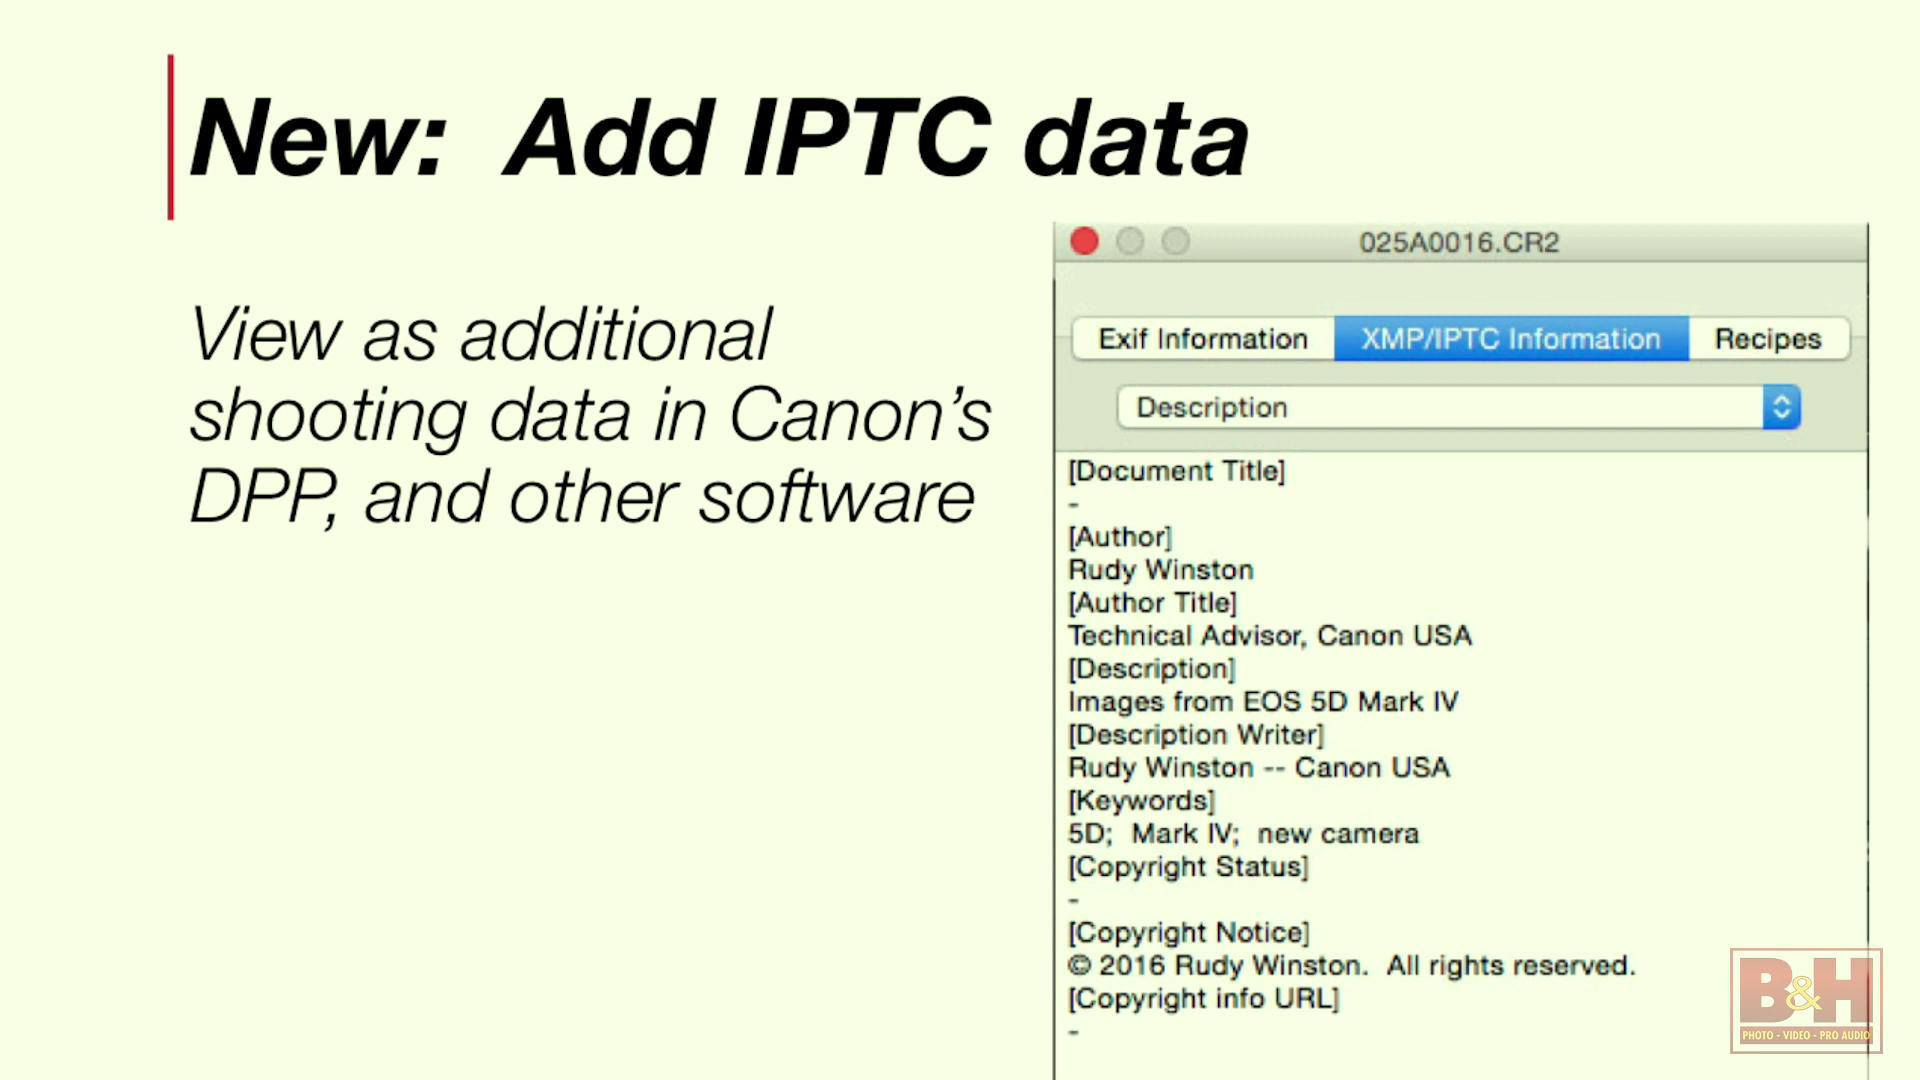 New: Add IPTC data
View as additional
shooting data in Canon’s
DPP, and other software
025A0016.CR2
Exif Information XMP/IPTC Information Recipes
Description
[Document Title]
-
[Author]
Rudy Winston
[Author Title]
Technical Advisor, Canon USA
[Description]
Images from EOS 5D Mark IV
[Description Writer]
Rudy Winston -- Canon USA
[Keywords]
5D; Mark IV; new camera
[Copyright Status]
-
[Copyright Notice]
© 2016 Rudy Winston. All rights reserved.
[Copyright info URL]
-
B&H
PHOTO - VIDEO - PRO AUDIO